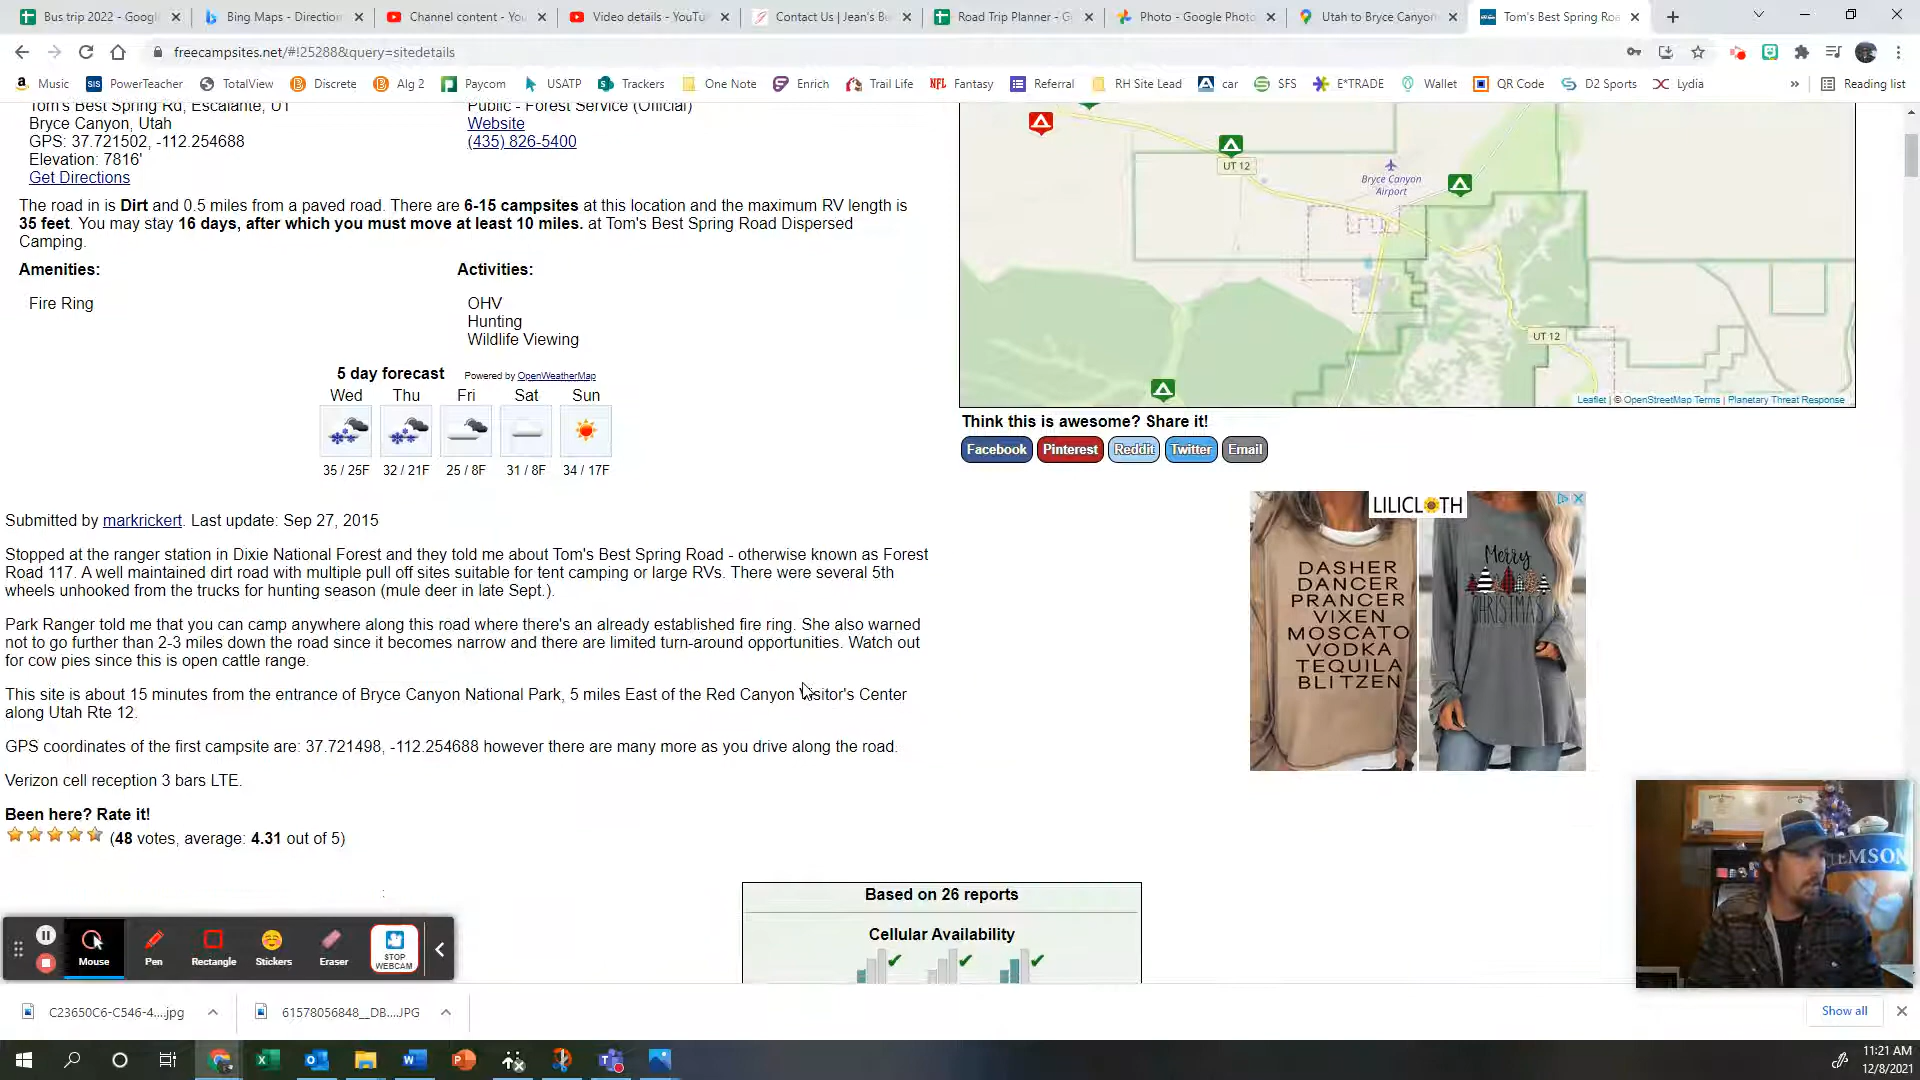 Bus trip 2022 - Googl
Bing Maps - Direction
Channel content - You
Video details - YouTu
Contact Us | Jean's Bu
Road Trip Planner - G
Photo - Google Photo
Utah to Bryce Canyon
Tom's Best Spring Roa
freecampsites.net/#!25288&query=sitedetails
Music
PowerTeacher
TotalView
Discrete
Alg 2
Paycom
USATP
Trackers
One Note
Enrich
Trail Life
Fantasy
Referral
RH Site Lead
car
SFS
E*TRADE
Wallet
QR Code
D2 Sports
Lydia
Reading list
Tom's Best Spring Rd, Escalante, UT
Bryce Canyon, Utah
GPS: 37.721502, -112.254688
Elevation: 7816'
Get Directions
Public - Forest Service (Official)
Website
(435) 826-5400
The road in is Dirt and 0.5 miles from a paved road. There are 6-15 campsites at this location and the maximum RV length is
35 feet. You may stay 16 days, after which you must move at least 10 miles. at Tom's Best Spring Road Dispersed
Camping.
Amenities:
Fire Ring
Activities:
OHV
Hunting
Wildlife Viewing
5 day forecast Powered by OpenWeatherMap
Wed Thu Fri Sat Sun
35 / 25F 32 / 21F 25 / 8F 31 / 8F 34 / 17F
Submitted by markrickert. Last update: Sep 27, 2015
Stopped at the ranger station in Dixie National Forest and they told me about Tom's Best Spring Road - otherwise known as Forest
Road 117. A well maintained dirt road with multiple pull off sites suitable for tent camping or large RVs. There were several 5th
wheels unhooked from the trucks for hunting season (mule deer in late Sept.).
Park Ranger told me that you can camp anywhere along this road where there's an already established fire ring. She also warned
not to go further than 2-3 miles down the road since it becomes narrow and there are limited turn-around opportunities. Watch out
for cow pies since this is open cattle range.
This site is about 15 minutes from the entrance of Bryce Canyon National Park, 5 miles East of the Red Canyon Visitor's Center
along Utah Rte 12.
GPS coordinates of the first campsite are: 37.721498, -112.254688 however there are many more as you drive along the road.
Verizon cell reception 3 bars LTE.
Been here? Rate it!
(48 votes, average: 4.31 out of 5)
Based on 26 reports
Cellular Availability
UT 12
Bryce Canyon
Airport
UT 12
Leaflet | © OpenStreetMap Terms | Planetary Threat Response
Think this is awesome? Share it!
Facebook Pinterest Reddit Twitter Email
LILICLOTH
DASHER
DANCER
PRANCER
VIXEN
MOSCATO
VODKA
TEQUILA
BLITZEN
Merry
CHRISTMAS
EMSON
Mouse
Pen
Rectangle
Stickers
Eraser
STOP
WEBCAM
C23650C6-C546-4....jpg
61578056848__DB....JPG
Show all
11:21 AM
12/8/2021